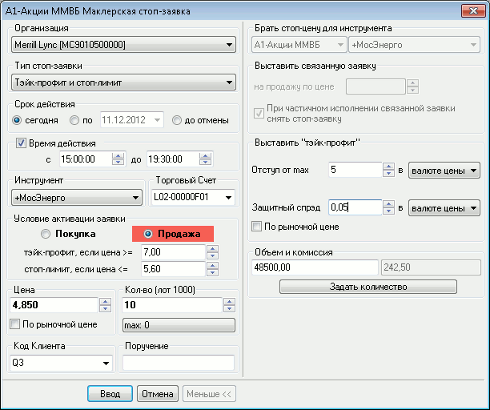 А1-Акции ММВБ Маклерская стоп-заявка
Организация
Merrill Lync [MC9010500000]
Тип стоп-заявки
Тэйк-профит и стоп-лимит
Срок действия
сегодня по 11.12.2012 до отмены
Время действия
с 15:00:00 до 19:30:00
Инструмент Торговый Счет
+МосЭнерго L02-00000F01
Условие активации заявки
Покупка Продажа
тэйк-профит, если цена >= 7,00
стоп-лимит, если цена <= 5,60
Цена Кол-во (лот 1000)
4,850 10
По рыночной цене max: 0
Код Клиента Поручение
Q3
Брать стоп-цену для инструмента
А1-Акции ММВБ +МосЭнерго
Выставить связанную заявку
на продажу по цене
При частичном исполнении связанной заявки
снять стоп-заявку
Выставить "тэйк-профит"
Отступ от max 5 в валюте цены
Защитный спрэд 0,05 в валюте цены
По рыночной цене
Объем и комиссия
48500,00 242,50
Задать количество
Ввод Отмена Меньше <<